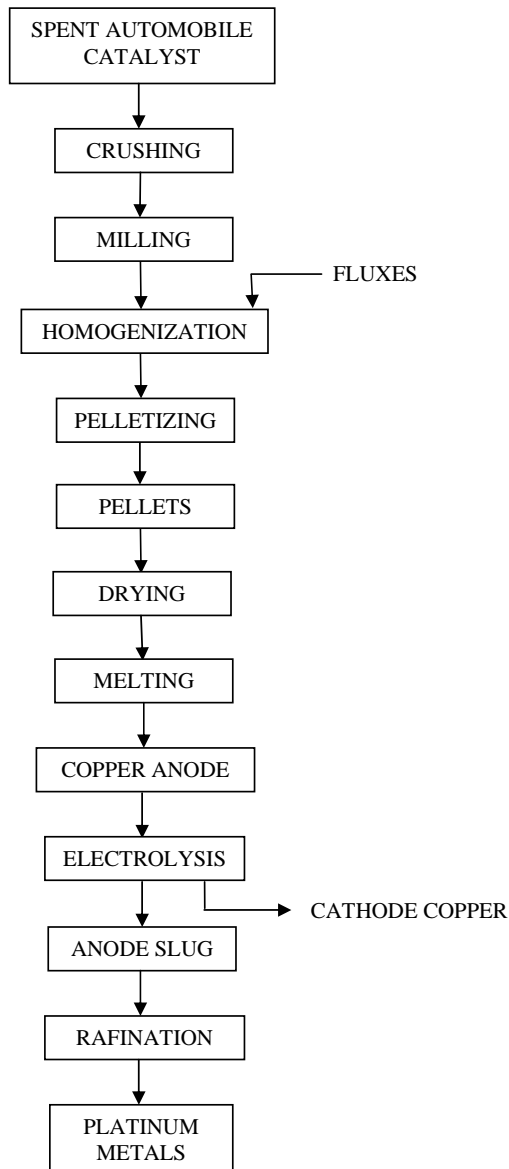 SPENT AUTOMOBILE
CATALYST
CRUSHING
MILLING
FLUXES
HOMOGENIZATION
PELLETIZING
PELLETS
DRYING
MELTING
COPPER ANODE
ELECTROLYSIS
CATHODE COPPER
ANODE SLUG
RAFINATION
PLATINUM
METALS